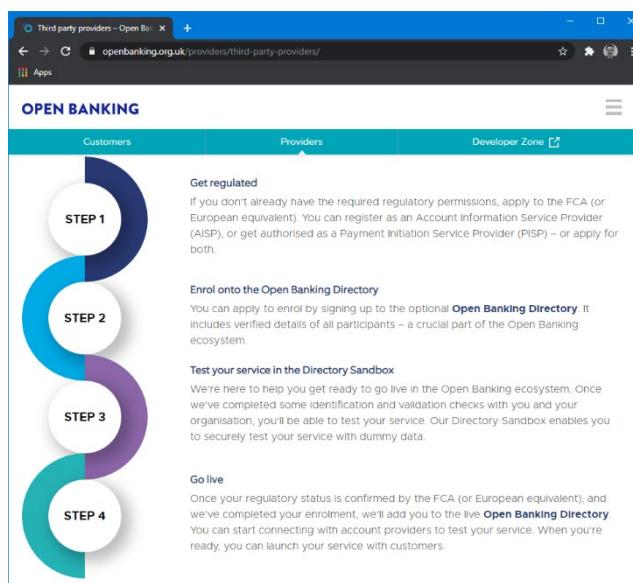 Third party providers – Open Ban
openbanking.org.uk/providers/third-party-providers/
Apps
OPEN BANKING
Customers
Providers
Developer Zone
STEP 1
Get regulated
If you don't already have the required regulatory permissions, apply to the FCA (or
European equivalent). You can register as an Account Information Service Provider
(AISP), or get authorised as a Payment Initiation Service Provider (PISP) – or apply for
both.
STEP 2
Enrol onto the Open Banking Directory
You can apply to enrol by signing up to the optional Open Banking Directory. It
includes verified details of all participants – a crucial part of the Open Banking
ecosystem.
STEP 3
Test your service in the Directory Sandbox
We're here to help you get ready to go live in the Open Banking ecosystem. Once
we've completed some identification and validation checks with you and your
organisation, you'll be able to test your service. Our Directory Sandbox enables you
to securely test your service with dummy data.
STEP 4
Go live
Once your regulatory status is confirmed by the FCA (or European equivalent), and
we've completed your enrolment, we'll add you to the live Open Banking Directory.
You can start connecting with account providers to test your service. When you're
ready, you can launch your service with customers.